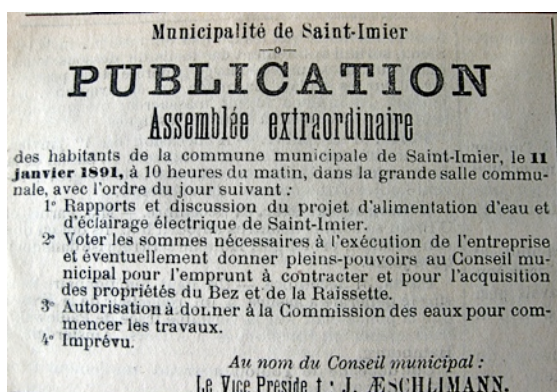 Municipalité de Saint-Imier
—o—
PUBLICATION
Assemblée extraordinaire
des habitants de la commune municipale de Saint-Imier, le 11
janvier 1891, à 10 heures du matin, dans la grande salle commu-
nale, avec l'ordre du jour suivant :
1° Rapports et discussion du projet d'alimentation d'eau et
d'éclairage électrique de Saint-Imier.
2° Voter les sommes nécessaires à l'exécution de l'entreprise
et éventuellement donner pleins-pouvoirs au Conseil mu-
nicipal pour l'emprunt à contracter et pour l'acquisition
des propriétés du Bez et de la Raissette.
3° Autorisation à donner à la Commission des eaux pour com-
mencer les travaux.
4° Imprévu.
Au nom du Conseil municipal :
Le Vice Préside t : J. ÆSCHLIMANN.